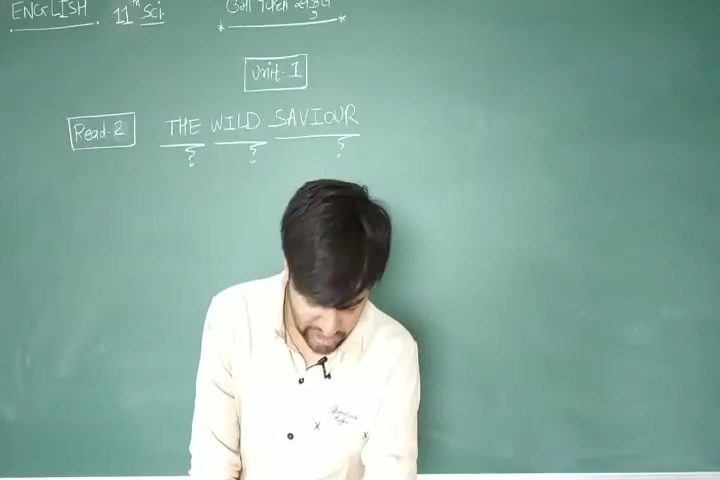 ENGLISH. 11th Sci.
Unit-1
Read-2 THE WILD SAVIOUR
? ? ?